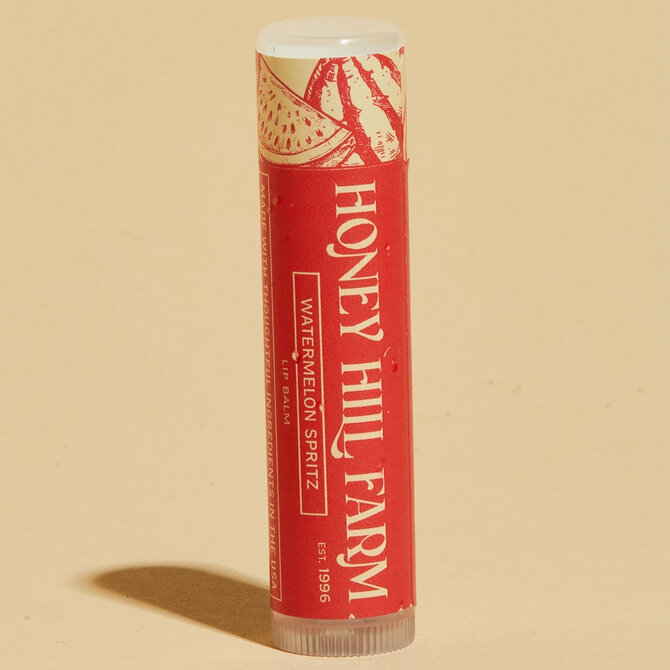 HONEY HILL FARM
EST. 1996
WATERMELON SPRITZ
LIP BALM
MADE WITH THOUGHTFUL INGREDIENTS IN THE USA